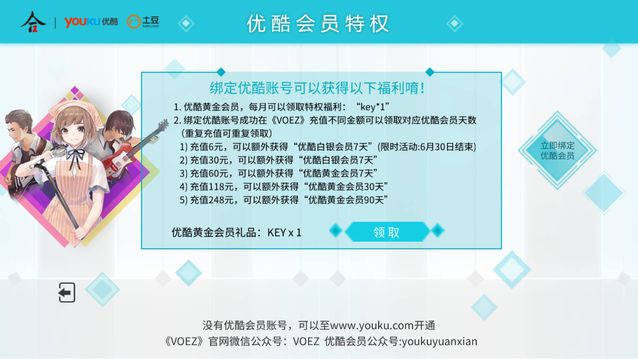 合 | YOUKU 优酷 土豆
优酷会员特权
绑定优酷账号可以获得以下福利唷！
1. 优酷黄金会员，每月可以领取特权福利：“key*1”
2. 绑定优酷账号成功在《VOEZ》充值不同金额可以领取对应优酷会员天数
（重复充值可重复领取）
1) 充值6元，可以额外获得“优酷白银会员7天”(限时活动:6月30日结束)
2) 充值30元，可以额外获得“优酷白银会员7天”
3) 充值60元，可以额外获得“优酷黄金会员7天”
4) 充值118元，可以额外获得“优酷黄金会员30天”
5) 充值248元，可以额外获得“优酷黄金会员90天”
优酷黄金会员礼品：KEY x 1
领 取
立即绑定
优酷会员
没有优酷会员账号，可以至www.youku.com开通
《VOEZ》官网微信公众号：VOEZ 优酷会员公众号:youkuyuanxian